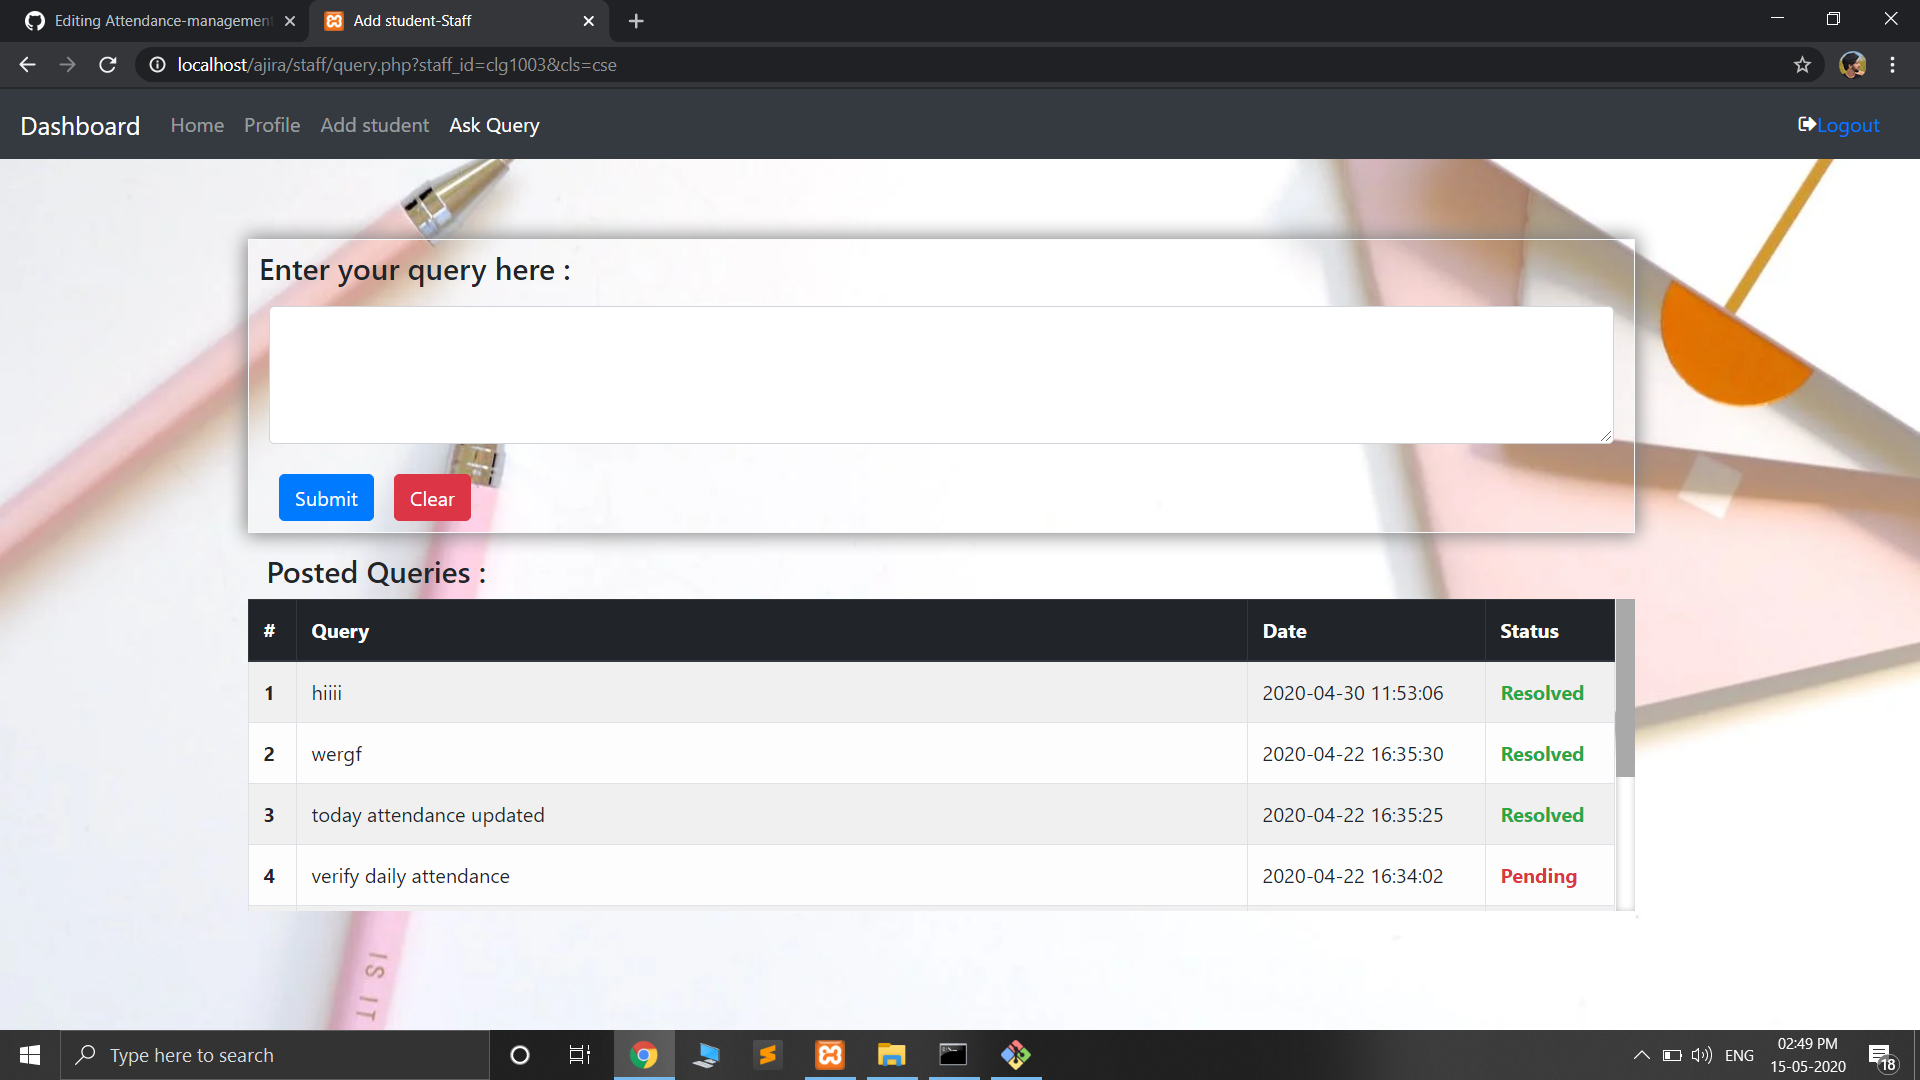 Editing Attendance-management
Add student-Staff
localhost/ajira/staff/query.php?staff_id=clg1003&cls=cse
Dashboard Home Profile Add student Ask Query Logout
Enter your query here :
Submit Clear
Posted Queries :
# Query Date Status
1 hiiii 2020-04-30 11:53:06 Resolved
2 wergf 2020-04-22 16:35:30 Resolved
3 today attendance updated 2020-04-22 16:35:25 Resolved
4 verify daily attendance 2020-04-22 16:34:02 Pending
IS IT
Type here to search
ENG
02:49 PM
15-05-2020
18